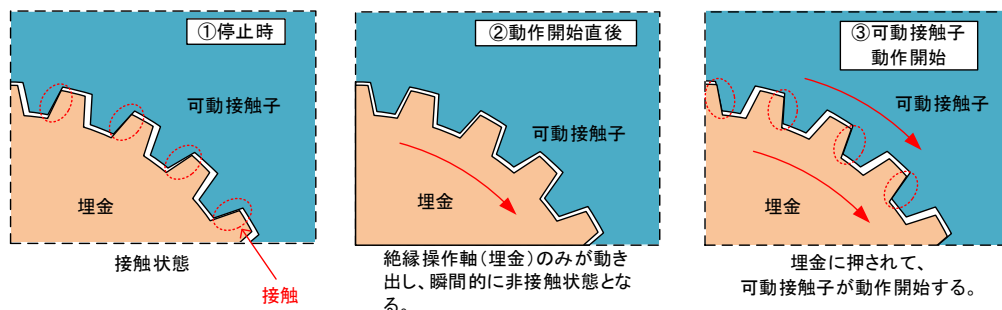 ①停止時
可動接触子
埋金
接触状態
接触
②動作開始直後
可動接触子
埋金
絶縁操作軸(埋金)のみが動き
出し、瞬間的に非接触状態とな
る。
③可動接触子
動作開始
可動接触子
埋金
埋金に押されて、
可動接触子が動作開始する。